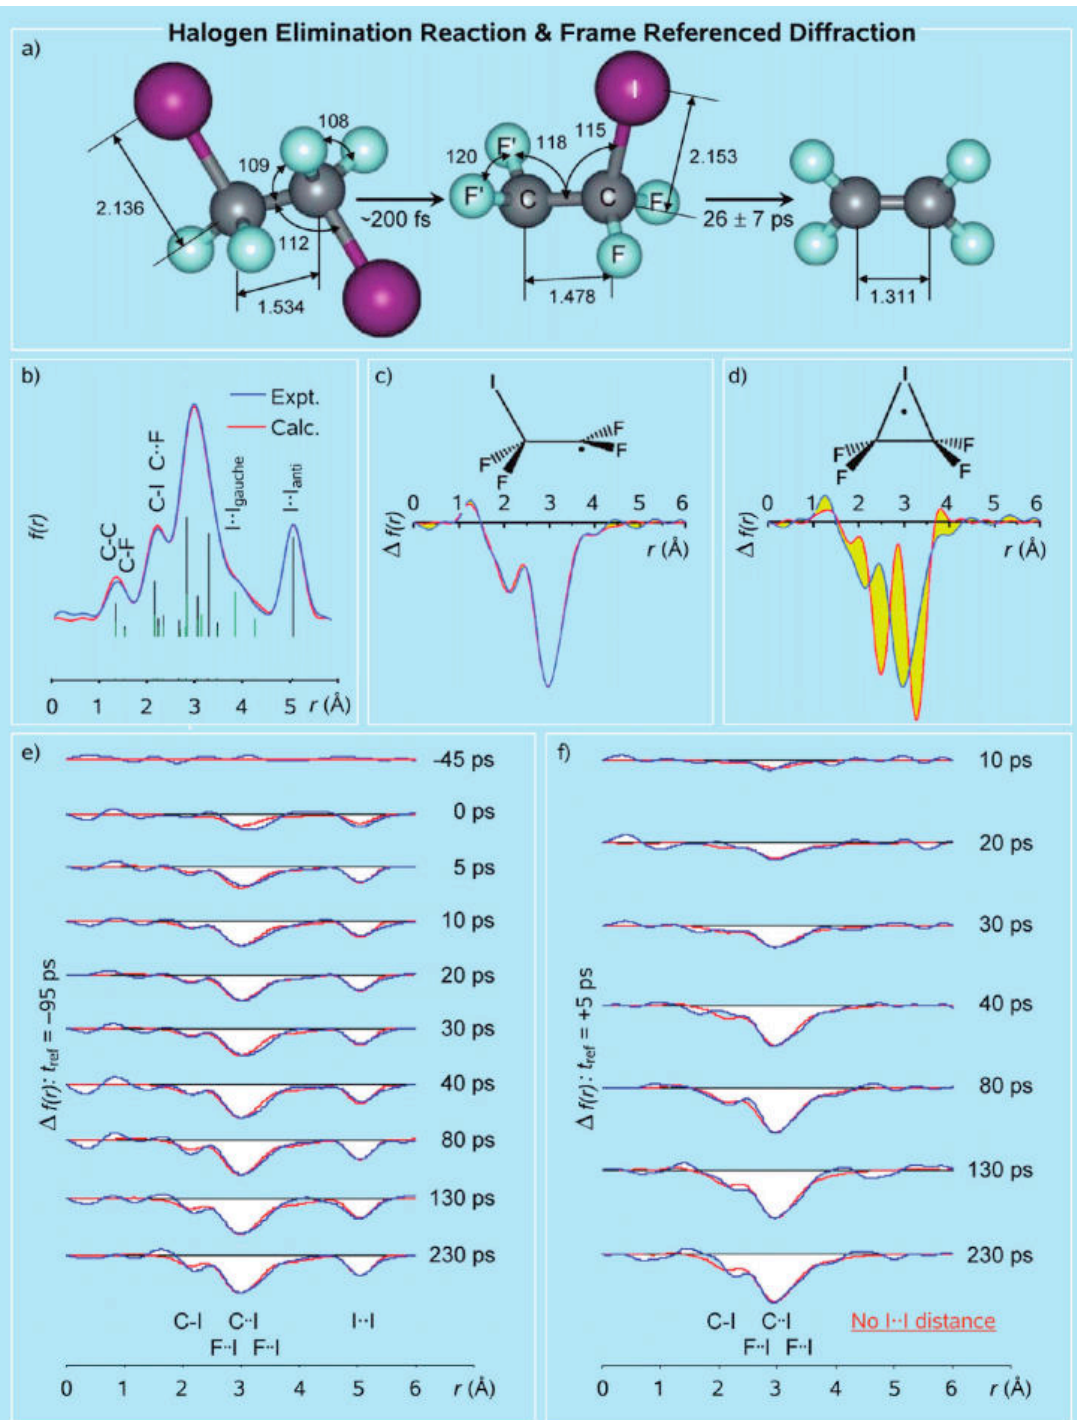 Halogen Elimination Reaction & Frame Referenced Diffraction
a)
108
109
2.136
112
1.534
~200 fs
I
F'
118
115
120
F'
C
C
F
F
2.153
1.478
26 ± 7 ps
1.311
b)
Expt.
Calc.
f(r)
C-C
C-F
C-I
C··F
I··I gauche
I··I anti
0 1 2 3 4 5 r (Å)
c)
I
F
F
F
F
0 1 2 3 4 5 6
Δ f(r)
r (Å)
d)
I
F
F
F
F
0 1 2 3 4 5 6
Δ f(r)
r (Å)
e)
-45 ps
0 ps
5 ps
10 ps
20 ps
30 ps
40 ps
80 ps
130 ps
230 ps
Δ f(r): tref = −95 ps
C-I C··I I··I
F··I F··I
0 1 2 3 4 5 6 r (Å)
f)
10 ps
20 ps
30 ps
40 ps
80 ps
130 ps
230 ps
Δ f(r): tref = +5 ps
C-I C··I No I··I distance
F··I F··I
0 1 2 3 4 5 6 r (Å)